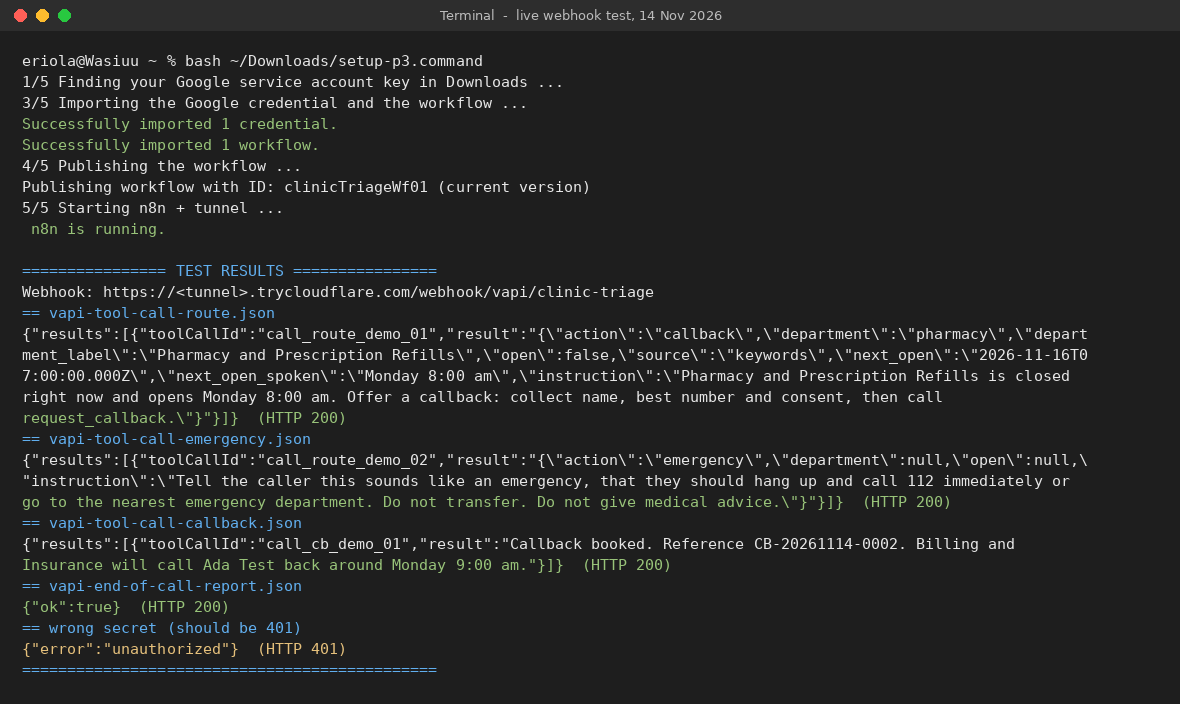 Terminal - live webhook test, 14 Nov 2026
eriola@Wasiuu ~ % bash ~/Downloads/setup-p3.command
1/5 Finding your Google service account key in Downloads ...
3/5 Importing the Google credential and the workflow ...
Successfully imported 1 credential.
Successfully imported 1 workflow.
4/5 Publishing the workflow ...
Publishing workflow with ID: clinicTriageWf01 (current version)
5/5 Starting n8n + tunnel ...
 n8n is running.
================ TEST RESULTS ================
Webhook: https://<tunnel>.trycloudflare.com/webhook/vapi/clinic-triage
== vapi-tool-call-route.json
{"results":[{"toolCallId":"call_route_demo_01","result":"{\"action\":\"callback\",\"department\":\"pharmacy\",\"depart
ment_label\":\"Pharmacy and Prescription Refills\",\"open\":false,\"source\":\"keywords\",\"next_open\":\"2026-11-16T0
7:00:00.000Z\",\"next_open_spoken\":\"Monday 8:00 am\",\"instruction\":\"Pharmacy and Prescription Refills is closed
right now and opens Monday 8:00 am. Offer a callback: collect name, best number and consent, then call
request_callback.\"}"}]}  (HTTP 200)
== vapi-tool-call-emergency.json
{"results":[{"toolCallId":"call_route_demo_02","result":"{\"action\":\"emergency\",\"department\":null,\"open\":null,\
"instruction\":\"Tell the caller this sounds like an emergency, that they should hang up and call 112 immediately or
go to the nearest emergency department. Do not transfer. Do not give medical advice.\"}"}]}  (HTTP 200)
== vapi-tool-call-callback.json
{"results":[{"toolCallId":"call_cb_demo_01","result":"Callback booked. Reference CB-20261114-0002. Billing and
Insurance will call Ada Test back around Monday 9:00 am."}]}  (HTTP 200)
== vapi-end-of-call-report.json
{"ok":true}  (HTTP 200)
== wrong secret (should be 401)
{"error":"unauthorized"}  (HTTP 401)
==============================================